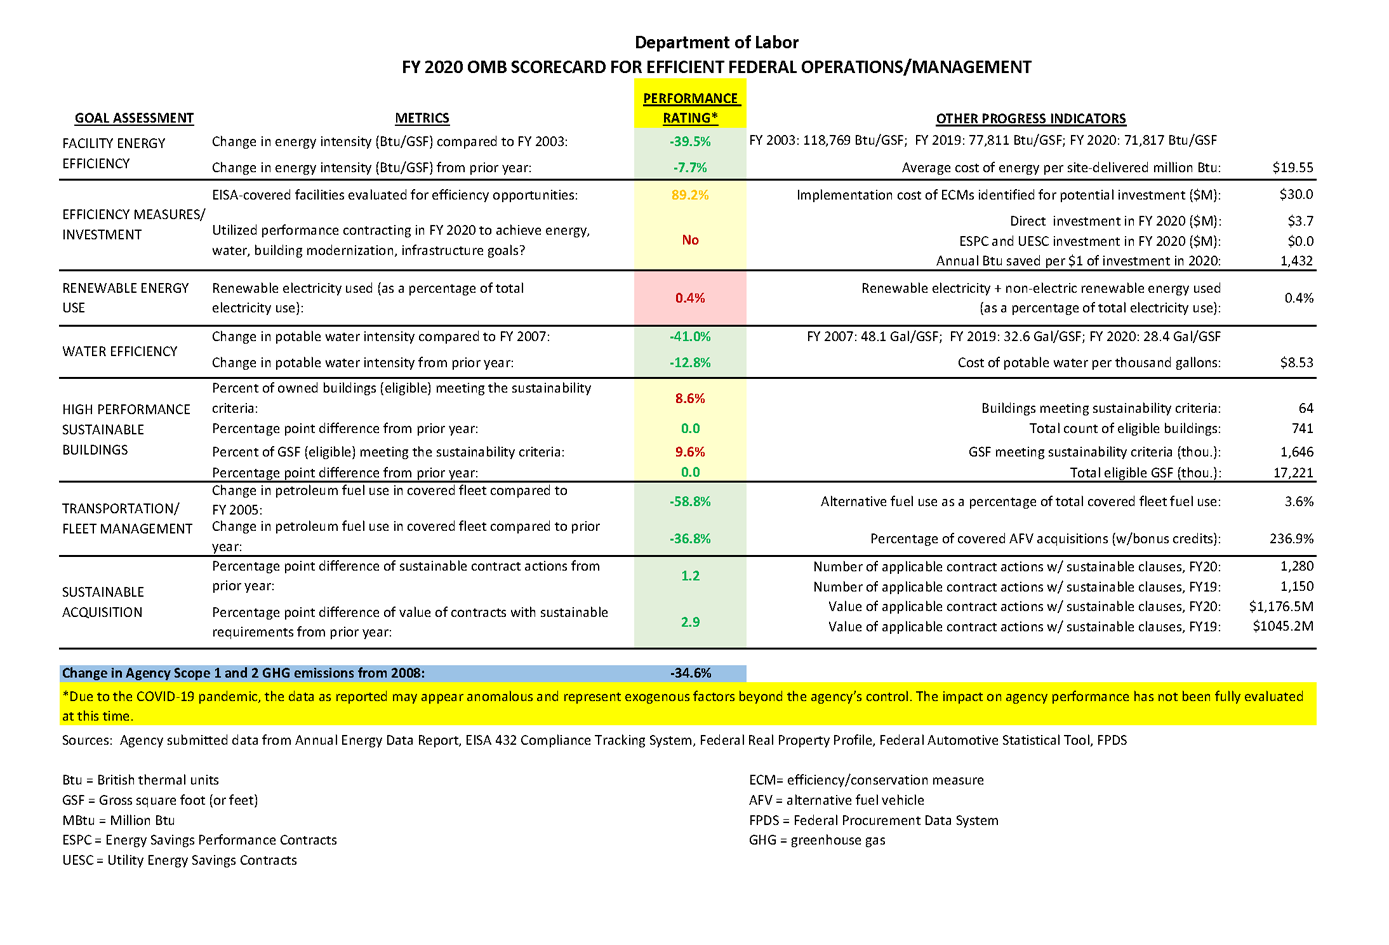 Department of Labor
FY 2020 OMB SCORECARD FOR EFFICIENT FEDERAL OPERATIONS/MANAGEMENT
GOAL ASSESSMENT METRICS PERFORMANCE RATING* OTHER PROGRESS INDICATORS
FACILITY ENERGY EFFICIENCY
Change in energy intensity (Btu/GSF) compared to FY 2003: -39.5% FY 2003: 118,769 Btu/GSF;  FY 2019: 77,811 Btu/GSF; FY 2020: 71,817 Btu/GSF
Change in energy intensity (Btu/GSF) from prior year: -7.7% Average cost of energy per site-delivered million Btu: $19.55
EFFICIENCY MEASURES/
INVESTMENT
EISA-covered facilities evaluated for efficiency opportunities: 89.2% Implementation cost of ECMs identified for potential investment ($M): $30.0
Utilized performance contracting in FY 2020 to achieve energy,
water, building modernization, infrastructure goals? No
Direct  investment in FY 2020 ($M): $3.7
ESPC and UESC investment in FY 2020 ($M): $0.0
Annual Btu saved per $1 of investment in 2020: 1,432
RENEWABLE ENERGY
USE
Renewable electricity used (as a percentage of total
electricity use): 0.4%
Renewable electricity + non-electric renewable energy used
(as a percentage of total electricity use): 0.4%
WATER EFFICIENCY
Change in potable water intensity compared to FY 2007: -41.0% FY 2007: 48.1 Gal/GSF;  FY 2019: 32.6 Gal/GSF; FY 2020: 28.4 Gal/GSF
Change in potable water intensity from prior year: -12.8% Cost of potable water per thousand gallons: $8.53
HIGH PERFORMANCE
SUSTAINABLE
BUILDINGS
Percent of owned buildings (eligible) meeting the sustainability
criteria: 8.6% Buildings meeting sustainability criteria: 64
Percentage point difference from prior year: 0.0 Total count of eligible buildings: 741
Percent of GSF (eligible) meeting the sustainability criteria: 9.6% GSF meeting sustainability criteria (thou.): 1,646
Percentage point difference from prior year: 0.0 Total eligible GSF (thou.): 17,221
TRANSPORTATION/
FLEET MANAGEMENT
Change in petroleum fuel use in covered fleet compared to
FY 2005: -58.8% Alternative fuel use as a percentage of total covered fleet fuel use: 3.6%
Change in petroleum fuel use in covered fleet compared to prior
year: -36.8% Percentage of covered AFV acquisitions (w/bonus credits): 236.9%
SUSTAINABLE
ACQUISITION
Percentage point difference of sustainable contract actions from
prior year: 1.2
Number of applicable contract actions w/ sustainable clauses, FY20: 1,280
Number of applicable contract actions w/ sustainable clauses, FY19: 1,150
Percentage point difference of value of contracts with sustainable
requirements from prior year: 2.9
Value of applicable contract actions w/ sustainable clauses, FY20: $1,176.5M
Value of applicable contract actions w/ sustainable clauses, FY19: $1045.2M
Change in Agency Scope 1 and 2 GHG emissions from 2008: -34.6%
*Due to the COVID-19 pandemic, the data as reported may appear anomalous and represent exogenous factors beyond the agency's control. The impact on agency performance has not been fully evaluated
at this time.
Sources:  Agency submitted data from Annual Energy Data Report, EISA 432 Compliance Tracking System, Federal Real Property Profile, Federal Automotive Statistical Tool, FPDS
Btu = British thermal units
GSF = Gross square foot (or feet)
MBtu = Million Btu
ESPC = Energy Savings Performance Contracts
UESC = Utility Energy Savings Contracts
ECM= efficiency/conservation measure
AFV = alternative fuel vehicle
FPDS = Federal Procurement Data System
GHG = greenhouse gas